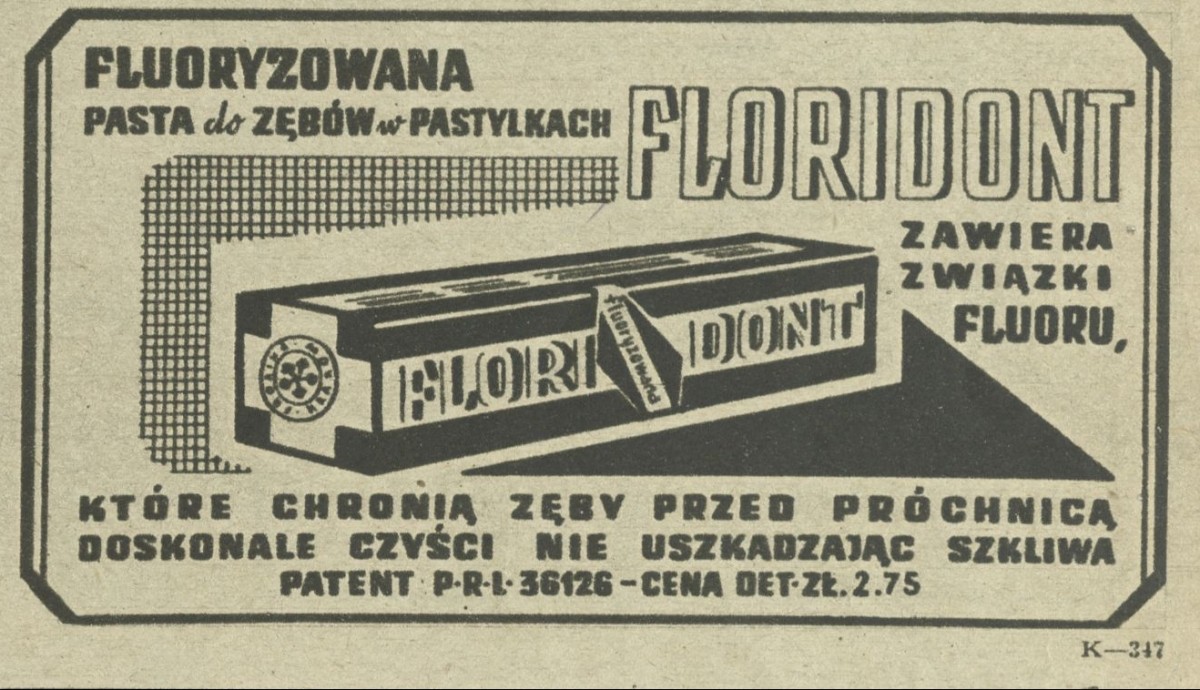 FLUORYZOWANA
PASTA do ZĘBÓW w PASTYLKACH
FLORIDONT
ZAWIERA
ZWIĄZKI
FLUORU,
FLORI DONT
fluoryzowana
KTÓRE CHRONIĄ ZĘBY PRZED PRÓCHNICĄ
DOSKONALE CZYŚCI NIE USZKADZAJĄC SZKLIWA
PATENT P·R·L· 36126 – CENA DET· ZŁ. 2.75
K—347